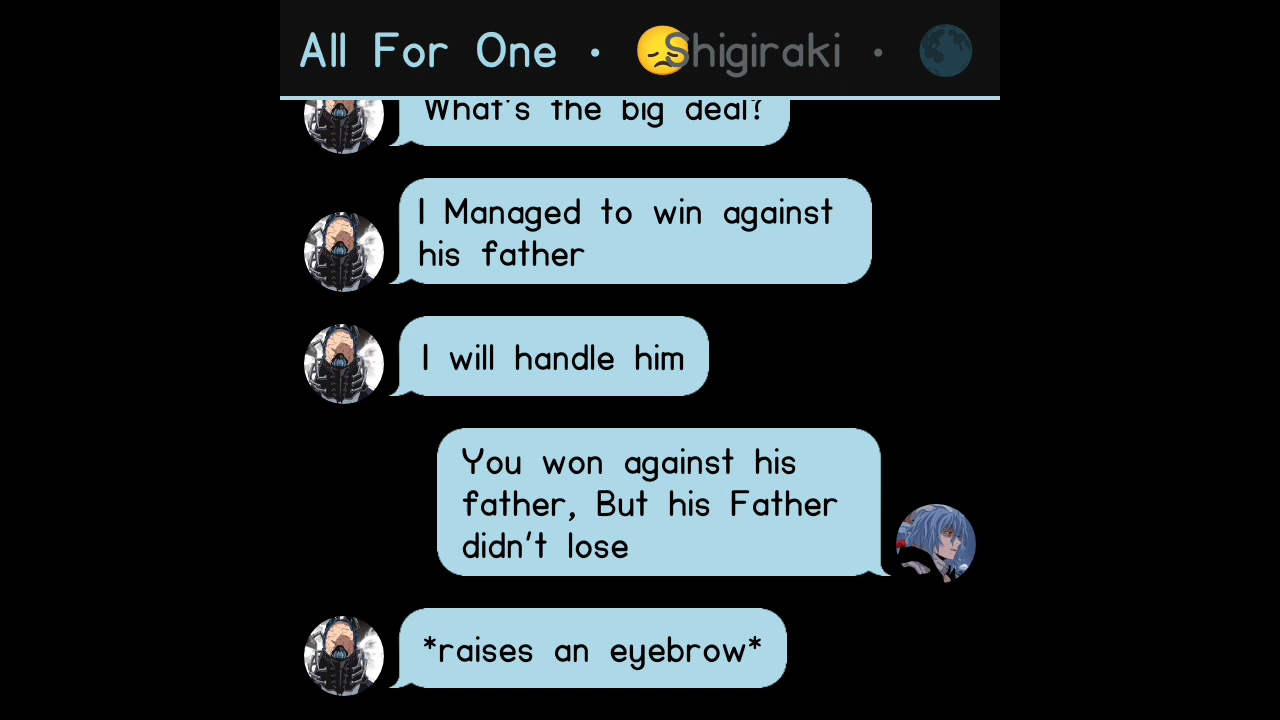 All For One • Shigiraki •
What's the big deal?
I Managed to win against
his father
I will handle him
You won against his
father, But his Father
didn't lose
*raises an eyebrow*